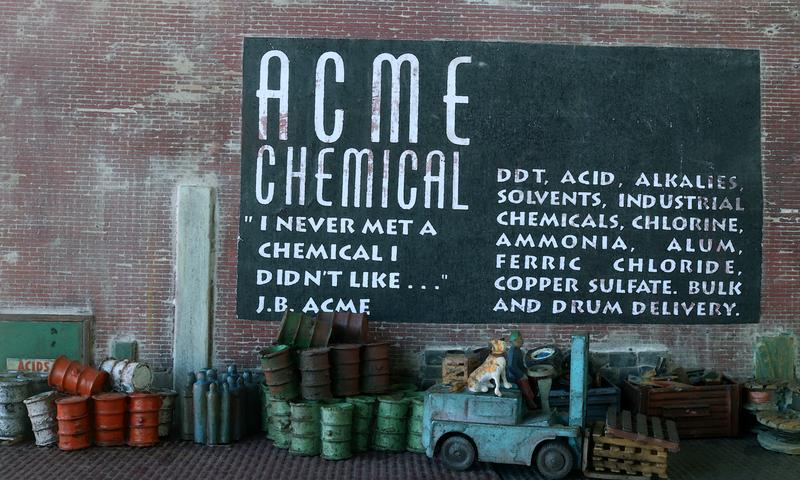 ACME
CHEMICAL
" I NEVER MET A
CHEMICAL I
DIDN'T LIKE . . ."
J.B. ACME
DDT, ACID, ALKALIES,
SOLVENTS, INDUSTRIAL
CHEMICALS, CHLORINE,
AMMONIA, ALUM,
FERRIC CHLORIDE,
COPPER SULFATE. BULK
AND DRUM DELIVERY.
ACIDS